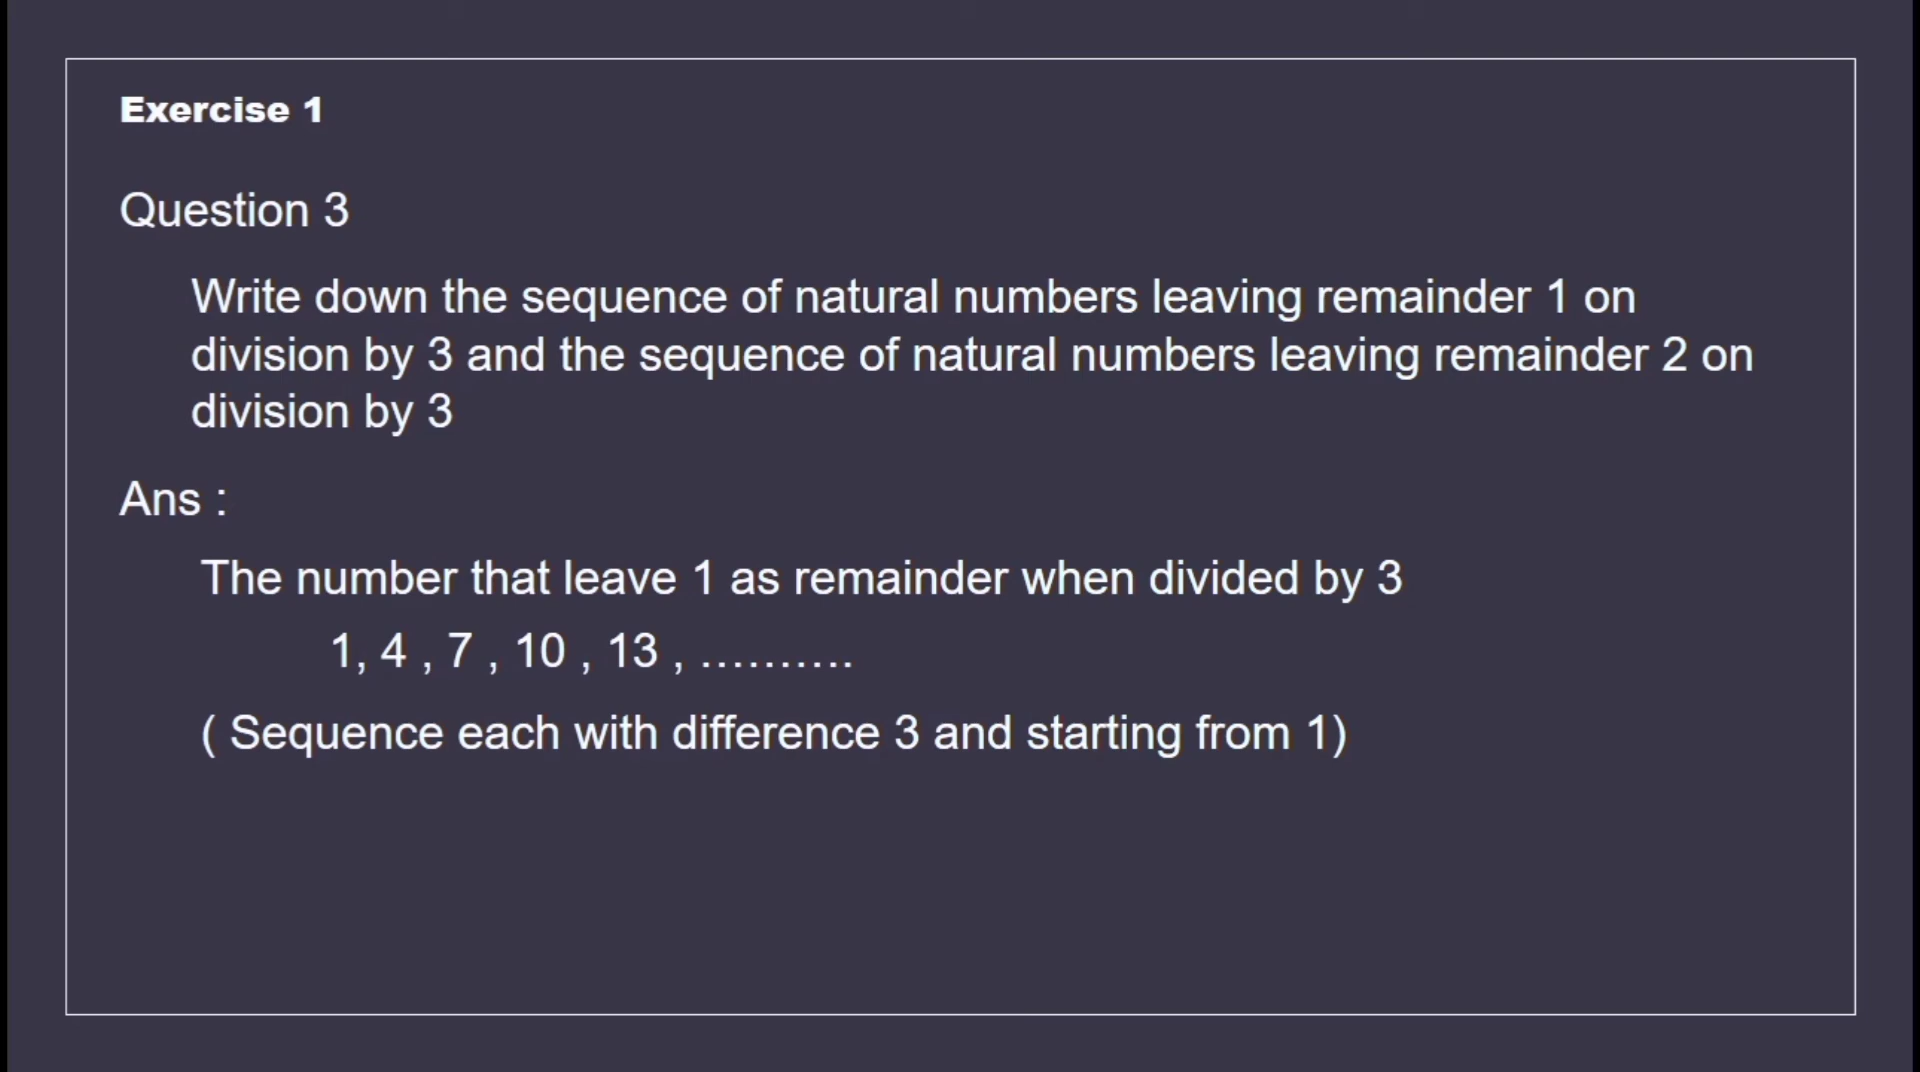 Exercise 1
Question 3
Write down the sequence of natural numbers leaving remainder 1 on
division by 3 and the sequence of natural numbers leaving remainder 2 on
division by 3
Ans :
The number that leave 1 as remainder when divided by 3
1, 4 , 7 , 10 , 13 , ……….
( Sequence each with difference 3 and starting from 1)